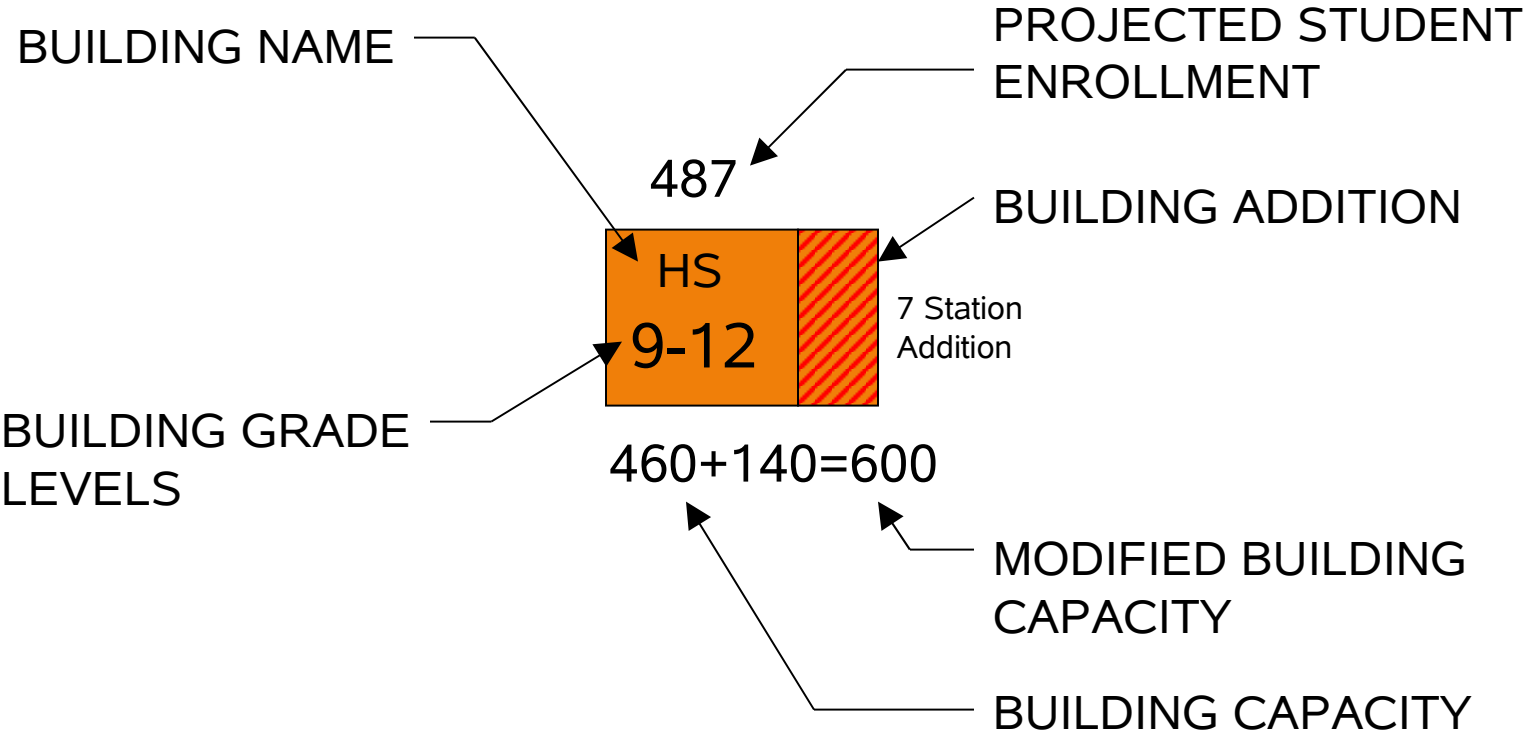 BUILDING NAME
PROJECTED STUDENT
ENROLLMENT
487
BUILDING ADDITION
HS
7 Station
Addition
9-12
BUILDING GRADE
LEVELS
460+140=600
MODIFIED BUILDING
CAPACITY
BUILDING CAPACITY